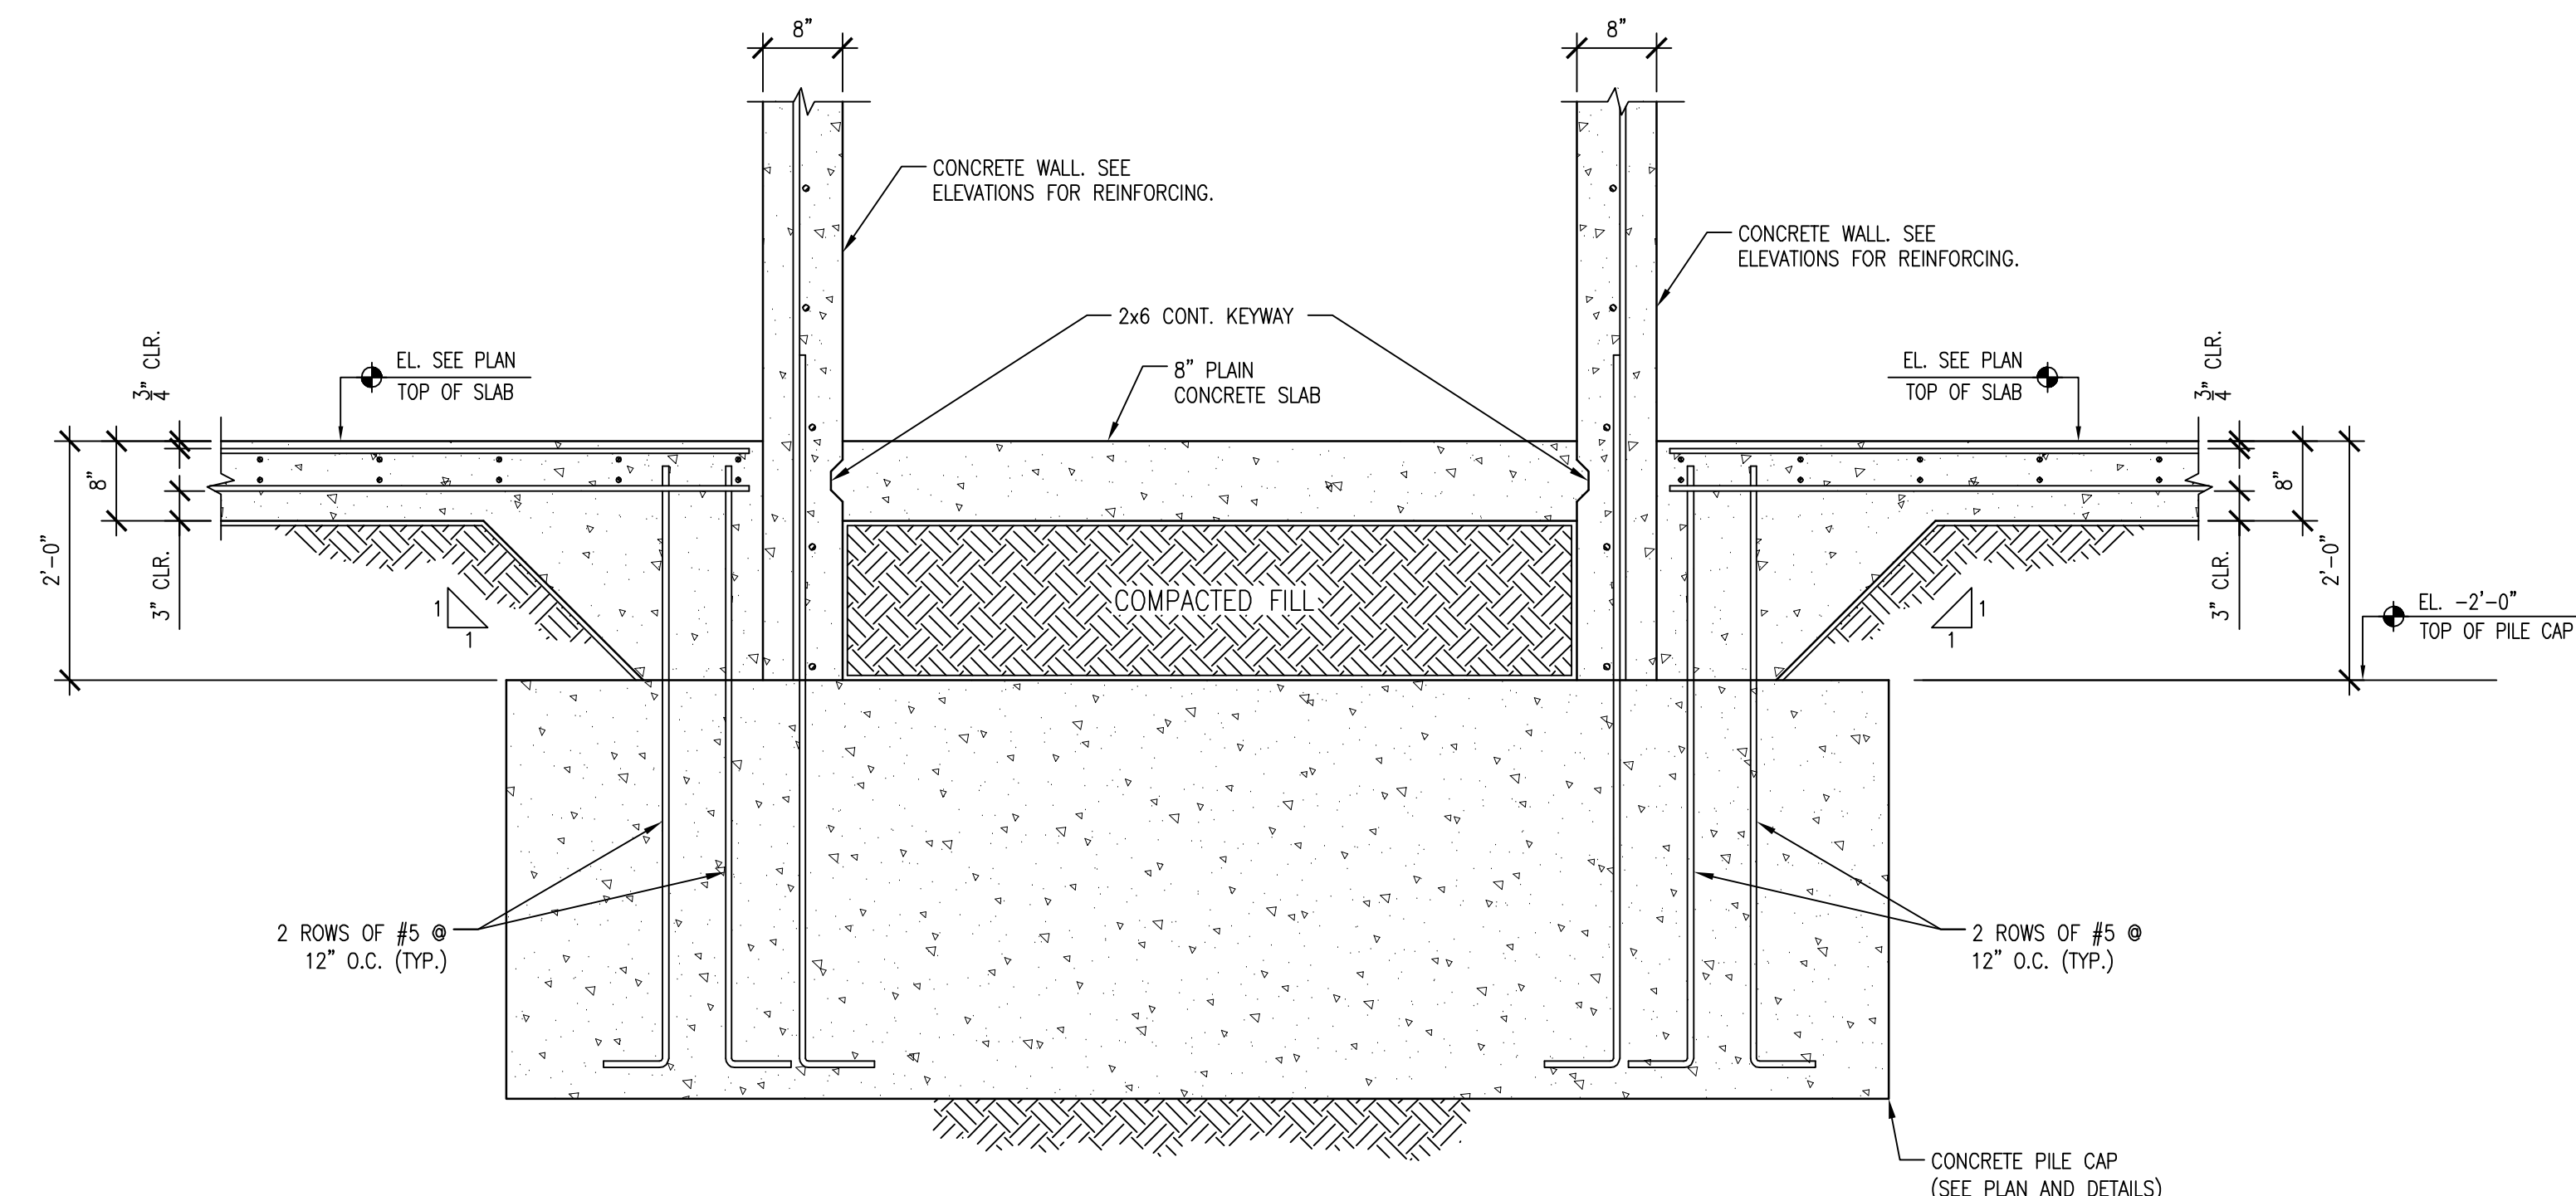 8"
8"
CONCRETE WALL. SEE
ELEVATIONS FOR REINFORCING.
CONCRETE WALL. SEE
ELEVATIONS FOR REINFORCING.
2x6 CONT. KEYWAY
8" PLAIN
CONCRETE SLAB
3/4" CLR.
EL. SEE PLAN
TOP OF SLAB
EL. SEE PLAN
TOP OF SLAB
3/4" CLR.
8"
8"
2'-0"
3" CLR.
1
1
COMPACTED FILL
1
1
3" CLR.
2'-0"
EL. -2'-0"
TOP OF PILE CAP
2 ROWS OF #5 @
12" O.C. (TYP.)
2 ROWS OF #5 @
12" O.C. (TYP.)
CONCRETE PILE CAP
(SEE PLAN AND DETAILS)